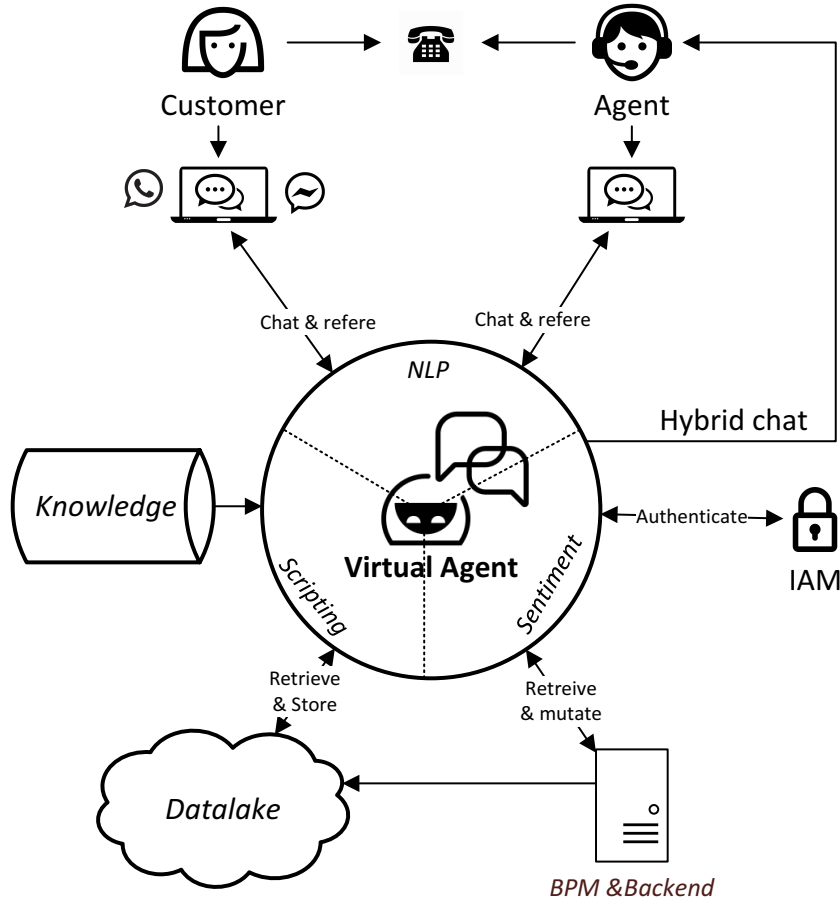 Customer
Agent
Chat & refere
Chat & refere
NLP
Hybrid chat
Knowledge
Authenticate
Virtual Agent
IAM
Scripting
Sentiment
Retrieve
& Store
Retreive
& mutate
Datalake
BPM &Backend